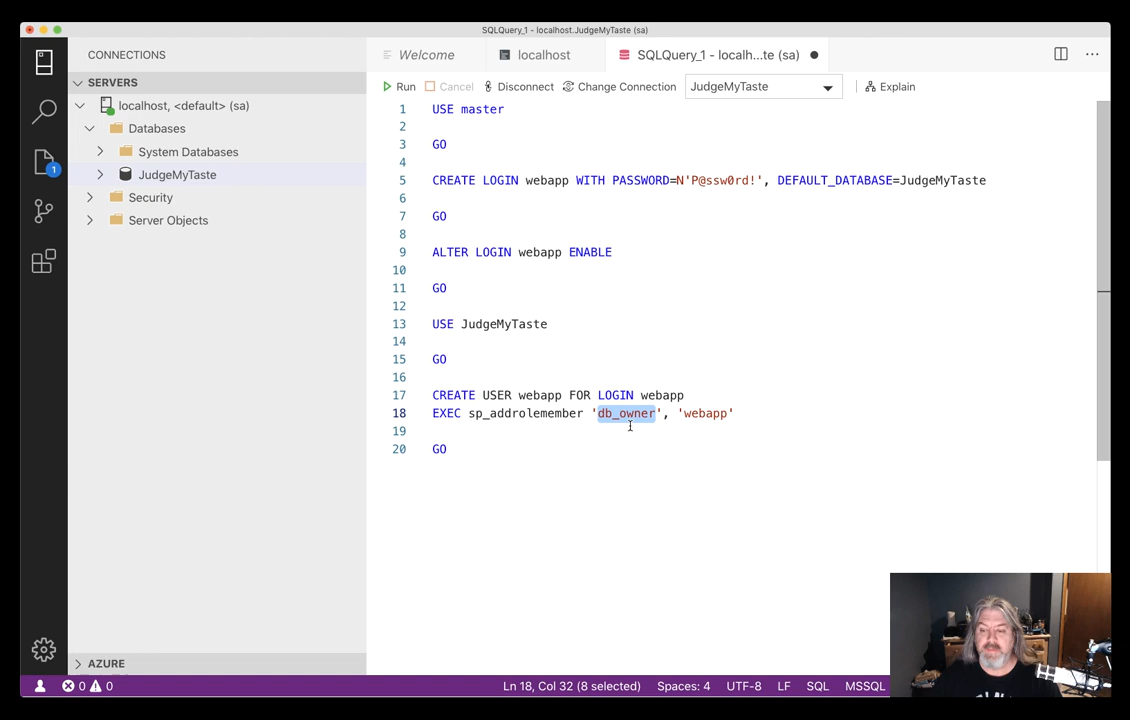 SQLQuery_1 - localhost.JudgeMyTaste (sa)
CONNECTIONS
Welcome
localhost
SQLQuery_1 - localh...te (sa)
SERVERS
Run
Cancel
Disconnect
Change Connection
JudgeMyTaste
Explain
localhost, <default> (sa)
Databases
System Databases
JudgeMyTaste
Security
Server Objects
1
1 USE master
2
3 GO
4
5 CREATE LOGIN webapp WITH PASSWORD=N'P@ssw0rd!', DEFAULT_DATABASE=JudgeMyTaste
6
7 GO
8
9 ALTER LOGIN webapp ENABLE
10
11 GO
12
13 USE JudgeMyTaste
14
15 GO
16
17 CREATE USER webapp FOR LOGIN webapp
18 EXEC sp_addrolemember 'db_owner', 'webapp'
19
20 GO
AZURE
0 0 Ln 18, Col 32 (8 selected) Spaces: 4 UTF-8 LF SQL MSSQL